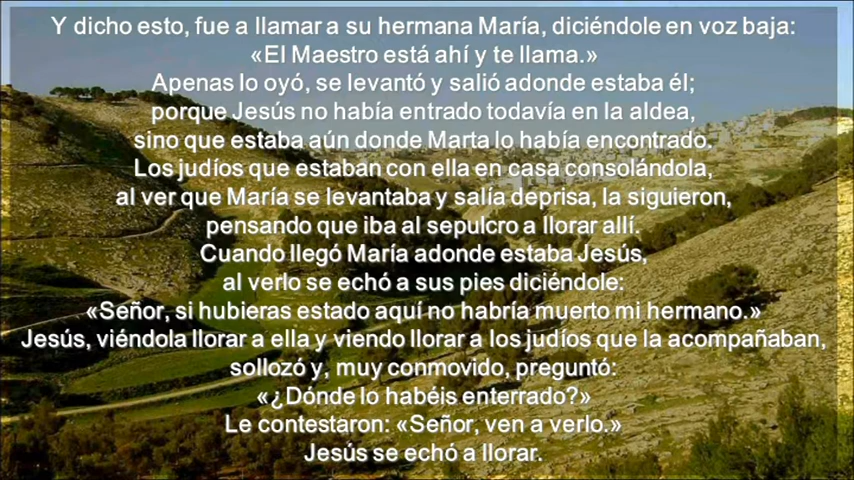 Y dicho esto, fue a llamar a su hermana María, diciéndole en voz baja:
«El Maestro está ahí y te llama.»
Apenas lo oyó, se levantó y salió adonde estaba él;
porque Jesús no había entrado todavía en la aldea,
sino que estaba aún donde Marta lo había encontrado.
Los judíos que estaban con ella en casa consolándola,
al ver que María se levantaba y salía deprisa, la siguieron,
pensando que iba al sepulcro a llorar allí.
Cuando llegó María adonde estaba Jesús,
al verlo se echó a sus pies diciéndole:
«Señor, si hubieras estado aquí no habría muerto mi hermano.»
Jesús, viéndola llorar a ella y viendo llorar a los judíos que la acompañaban,
sollozó y, muy conmovido, preguntó:
«¿Dónde lo habéis enterrado?»
Le contestaron: «Señor, ven a verlo.»
Jesús se echó a llorar.